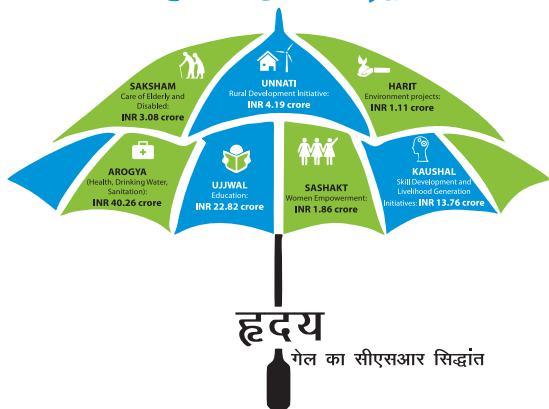 SAKSHAM
Care of Elderly and
Disabled:
INR 3.08 crore
UNNATI
Rural Development Initiative:
INR 4.19 crore
HARIT
Environment projects:
INR 1.11 crore
AROGYA
(Health, Drinking Water,
Sanitation):
INR 40.26 crore
UJJWAL
Education:
INR 22.82 crore
SASHAKT
Women Empowerment:
INR 1.86 crore
KAUSHAL
Skill Development and
Livelihood Generation
Initiatives: INR 13.76 crore
हृदय
गेल का सीएसआर सिद्धांत